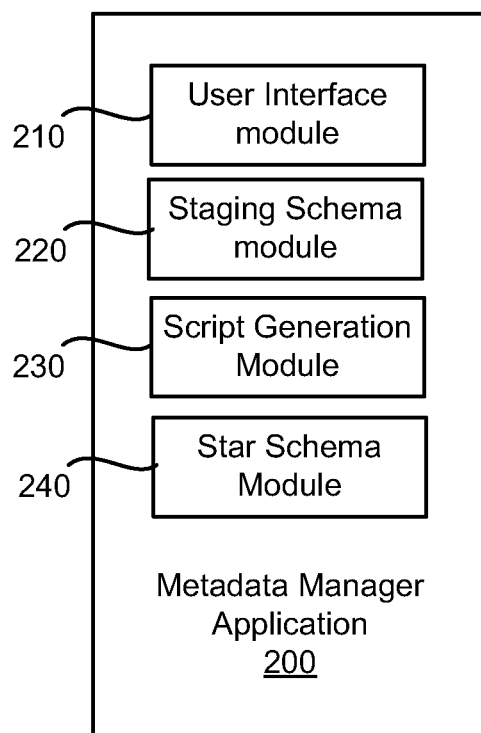 User Interface
module
210
Staging Schema
module
220
Script Generation
Module
230
Star Schema
Module
240
Metadata Manager
Application
200